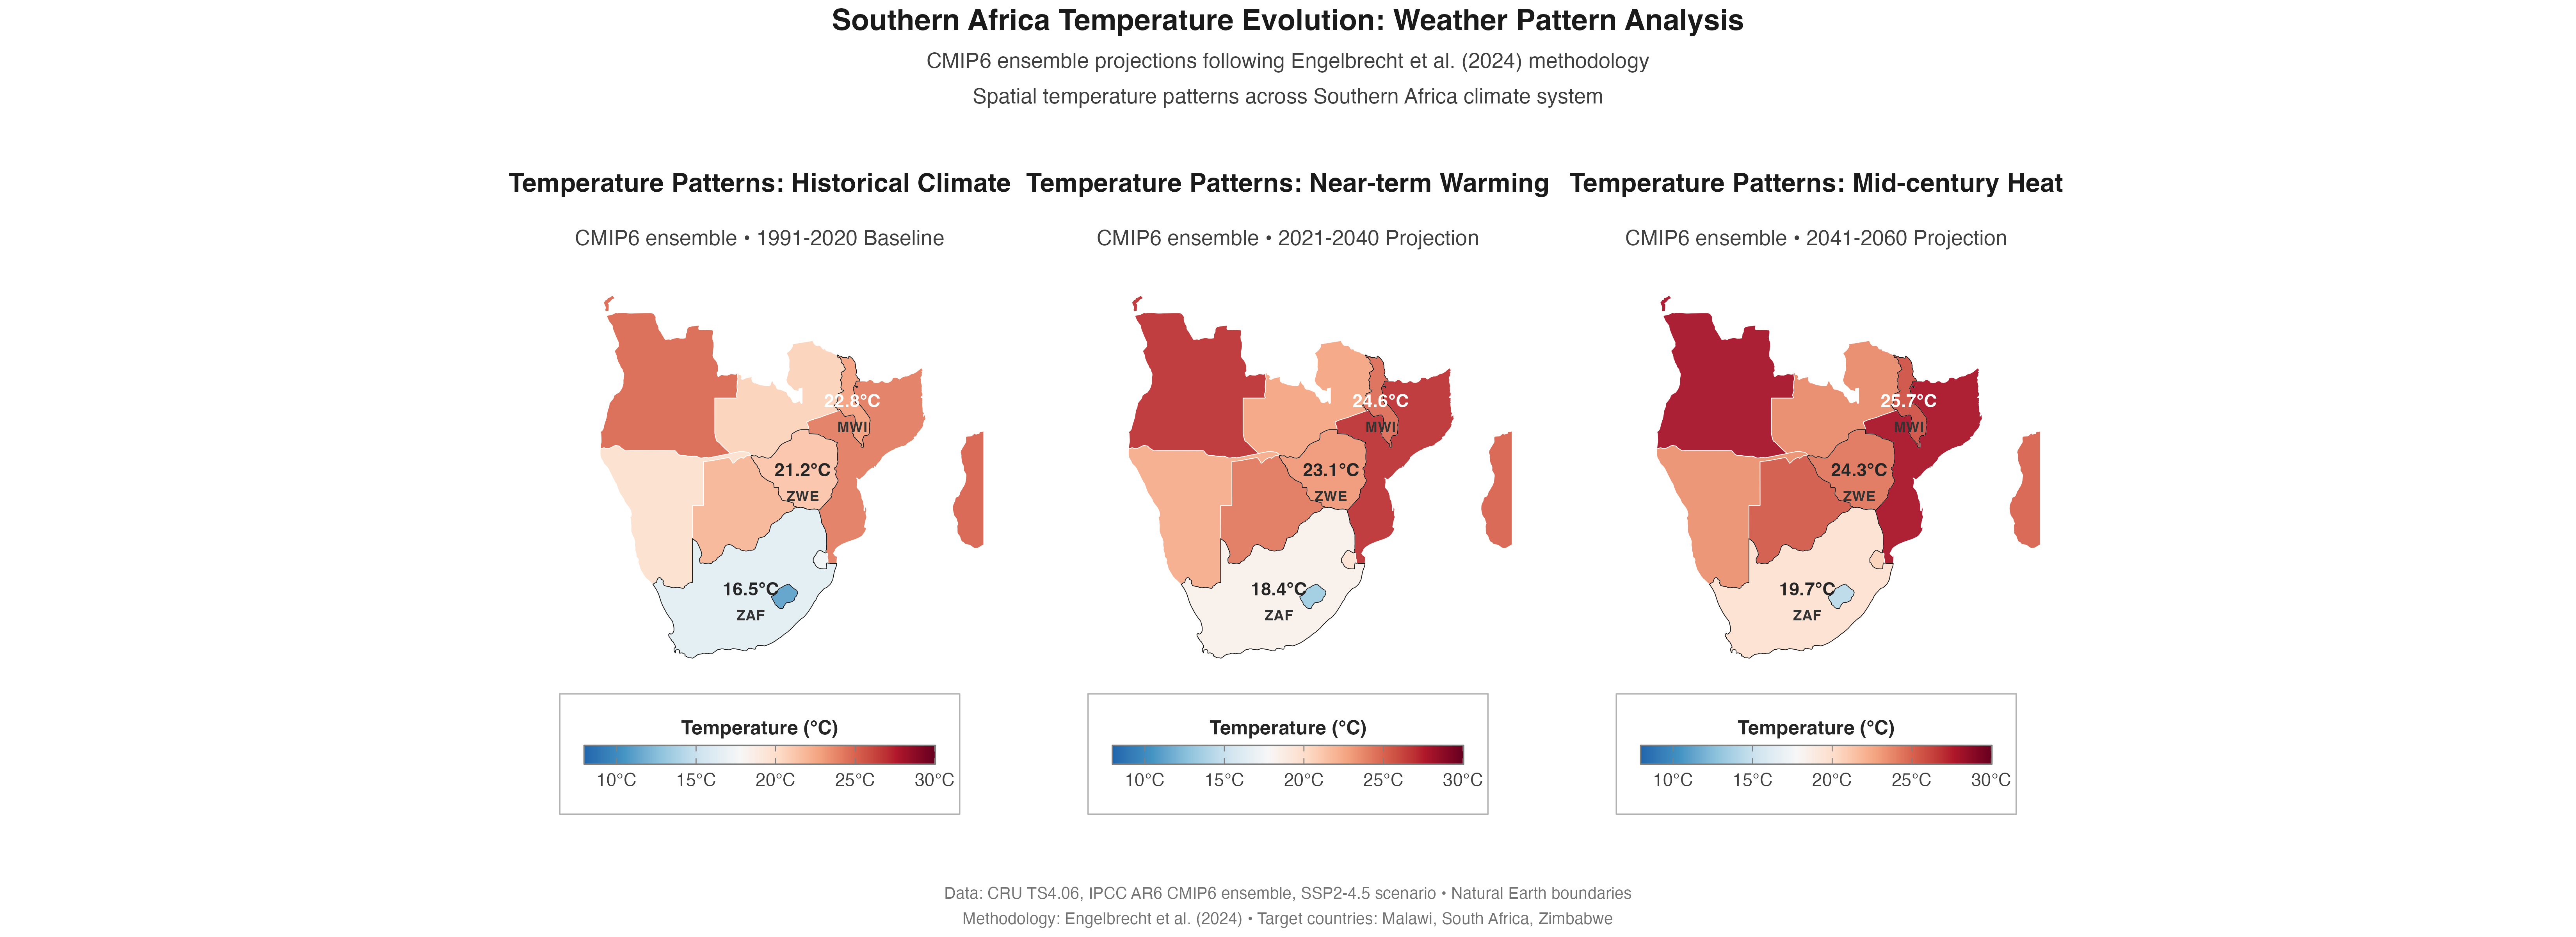 Southern Africa Temperature Evolution: Weather Pattern Analysis
CMIP6 ensemble projections following Engelbrecht et al. (2024) methodology
Spatial temperature patterns across Southern Africa climate system
Temperature Patterns: Historical Climate
CMIP6 ensemble • 1991-2020 Baseline
22.8°C
MWI
21.2°C
ZWE
16.5°C
ZAF
Temperature (°C)
10°C 15°C 20°C 25°C 30°C
Temperature Patterns: Near-term Warming
CMIP6 ensemble • 2021-2040 Projection
24.6°C
MWI
23.1°C
ZWE
18.4°C
ZAF
Temperature (°C)
10°C 15°C 20°C 25°C 30°C
Temperature Patterns: Mid-century Heat
CMIP6 ensemble • 2041-2060 Projection
25.7°C
MWI
24.3°C
ZWE
19.7°C
ZAF
Temperature (°C)
10°C 15°C 20°C 25°C 30°C
Data: CRU TS4.06, IPCC AR6 CMIP6 ensemble, SSP2-4.5 scenario • Natural Earth boundaries
Methodology: Engelbrecht et al. (2024) • Target countries: Malawi, South Africa, Zimbabwe